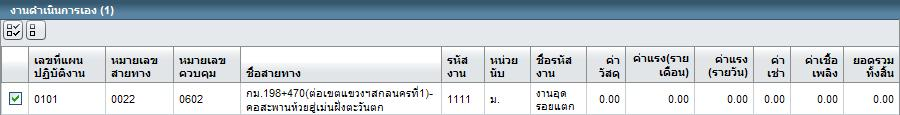 งานดำเนินการเอง (1)
เลขที่แผน หมายเลข หมายเลข รหัส หน่วย ชื่อรหัส ค่า ค่าแรง(ราย ค่าแรง ค่า ค่าเชื้อ ยอดรวม
ปฏิบัติงาน สายทาง ควบคุม ชื่อสายทาง งาน นับ งาน วัสดุ เดือน) (รายวัน) เช่า เพลิง ทั้งสิ้น
0101 0022 0602 กม.198+470(ต่อเขตแขวงฯสกลนครที่1)- 1111 ม. งานอุด 0.00 0.00 0.00 0.00 0.00 0.00
คอสะพานห้วยฮู่เม่นฝั่งตะวันตก รอยแตก